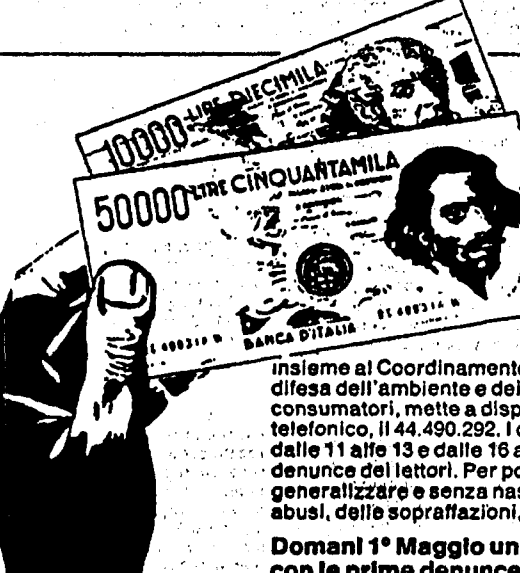 10000 LIRE DIECIMILA
50000 LIRE CINQUANTAMILA
BANCA D'ITALIA
insieme al Coordinamento
difesa dell'ambiente e dei
consumatori, mette a disp
telefonico, il 44.490.292. I
dalle 11 alle 13 e dalle 16 a
denunce dei lettori. Per po
generalizzare e senza nas
abusi, delle sopraffazioni,
Domani 1º Maggio un
con le prime denunce